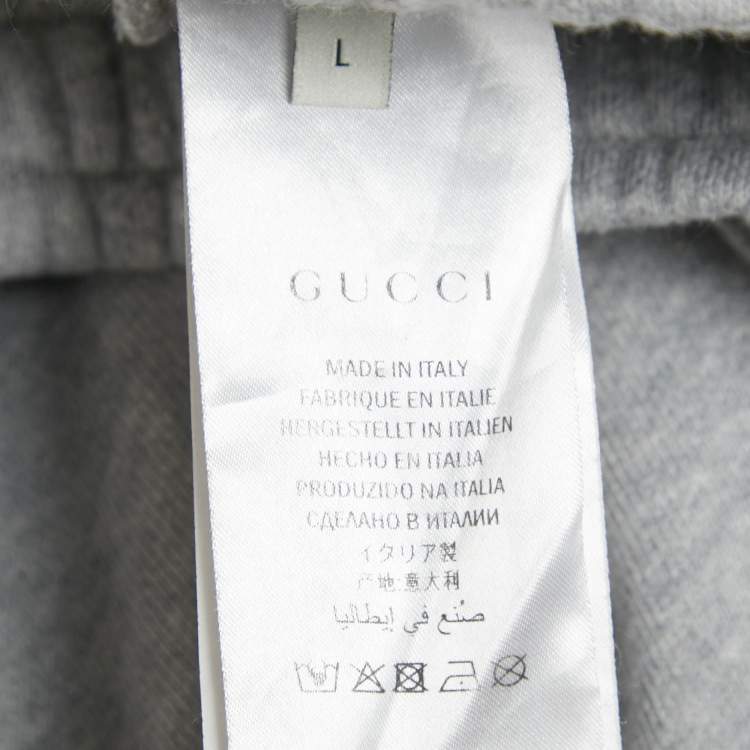 L
GUCCI
MADE IN ITALY
FABRIQUE EN ITALIE
HERGESTELLT IN ITALIEN
HECHO EN ITALIA
PRODUZIDO NA ITALIA
СДЕЛАНО В ИТАЛИИ
イタリア製
产地:意大利
صُنع في إيطاليا